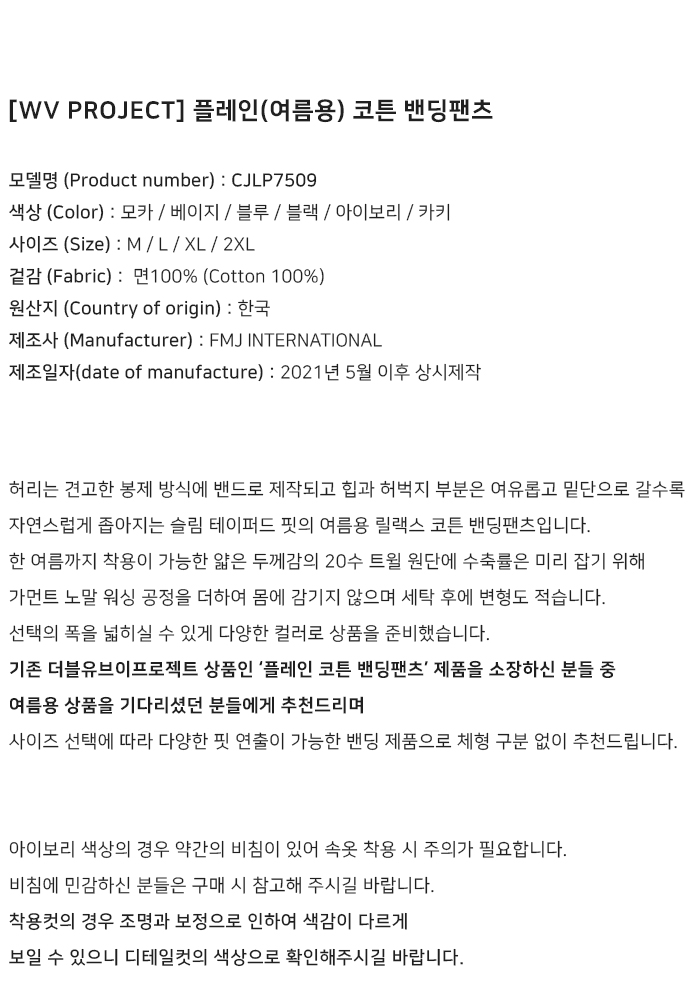 [WV PROJECT] 플레인(여름용) 코튼 밴딩팬츠
모델명 (Product number) : CJLP7509
색상 (Color) : 모카 / 베이지 / 블루 / 블랙 / 아이보리 / 카키
사이즈 (Size) : M / L / XL / 2XL
겉감 (Fabric) : 면100% (Cotton 100%)
원산지 (Country of origin) : 한국
제조사 (Manufacturer) : FMJ INTERNATIONAL
제조일자(date of manufacture) : 2021년 5월 이후 상시제작
허리는 견고한 봉제 방식에 밴드로 제작되고 힙과 허벅지 부분은 여유롭고 밑단으로 갈수록
자연스럽게 좁아지는 슬림 테이퍼드 핏의 여름용 릴랙스 코튼 밴딩팬츠입니다.
한 여름까지 착용이 가능한 얇은 두께감의 20수 트윌 원단에 수축률은 미리 잡기 위해
가먼트 노말 워싱 공정을 더하여 몸에 감기지 않으며 세탁 후에 변형도 적습니다.
선택의 폭을 넓히실 수 있게 다양한 컬러로 상품을 준비했습니다.
기존 더블유브이프로젝트 상품인 ‘플레인 코튼 밴딩팬츠’ 제품을 소장하신 분들 중
여름용 상품을 기다리셨던 분들에게 추천드리며
사이즈 선택에 따라 다양한 핏 연출이 가능한 밴딩 제품으로 체형 구분 없이 추천드립니다.
아이보리 색상의 경우 약간의 비침이 있어 속옷 착용 시 주의가 필요합니다.
비침에 민감하신 분들은 구매 시 참고해 주시길 바랍니다.
착용컷의 경우 조명과 보정으로 인하여 색감이 다르게
보일 수 있으니 디테일컷의 색상으로 확인해주시길 바랍니다.